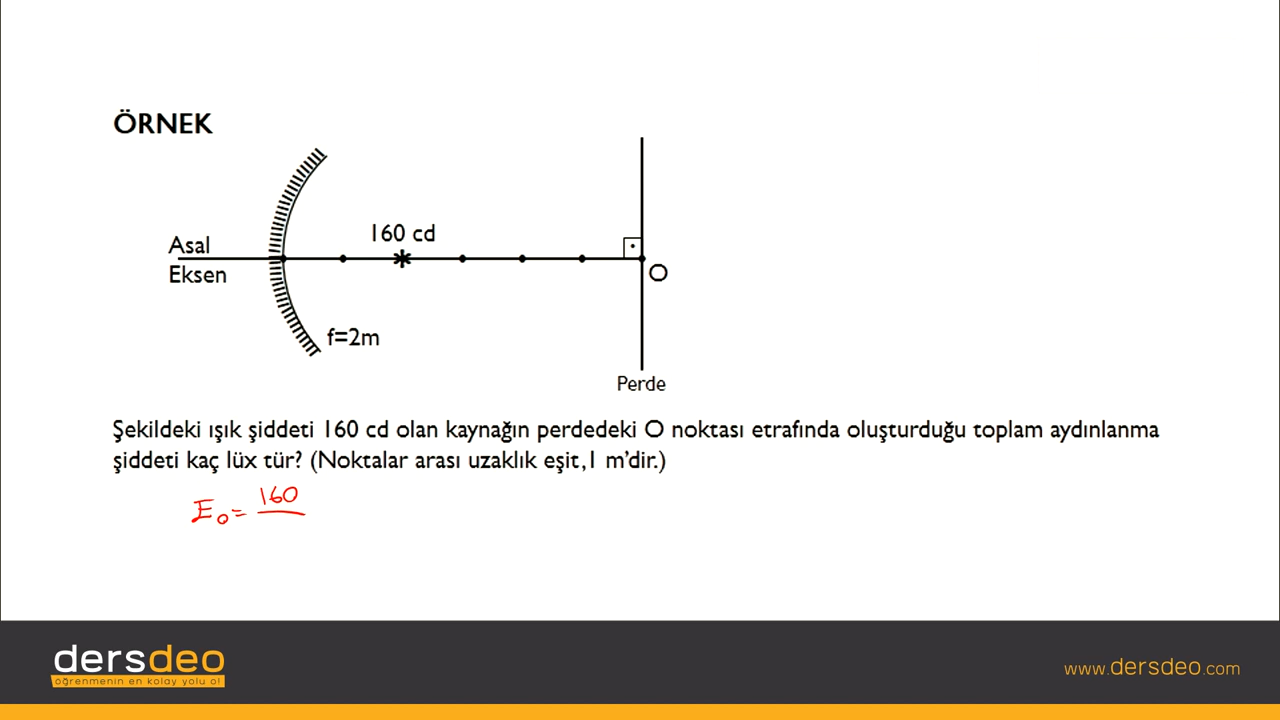 ÖRNEK
160 cd
Asal
Eksen
O
f=2m
Perde
Şekildeki ışık şiddeti 160 cd olan kaynağın perdedeki O noktası etrafında oluşturduğu toplam aydınlanma
şiddeti kaç lüx tür? (Noktalar arası uzaklık eşit,1 m'dir.)
E₀= 160
dersdeo
öğrenmenin en kolay yolu o!
www.dersdeo.com